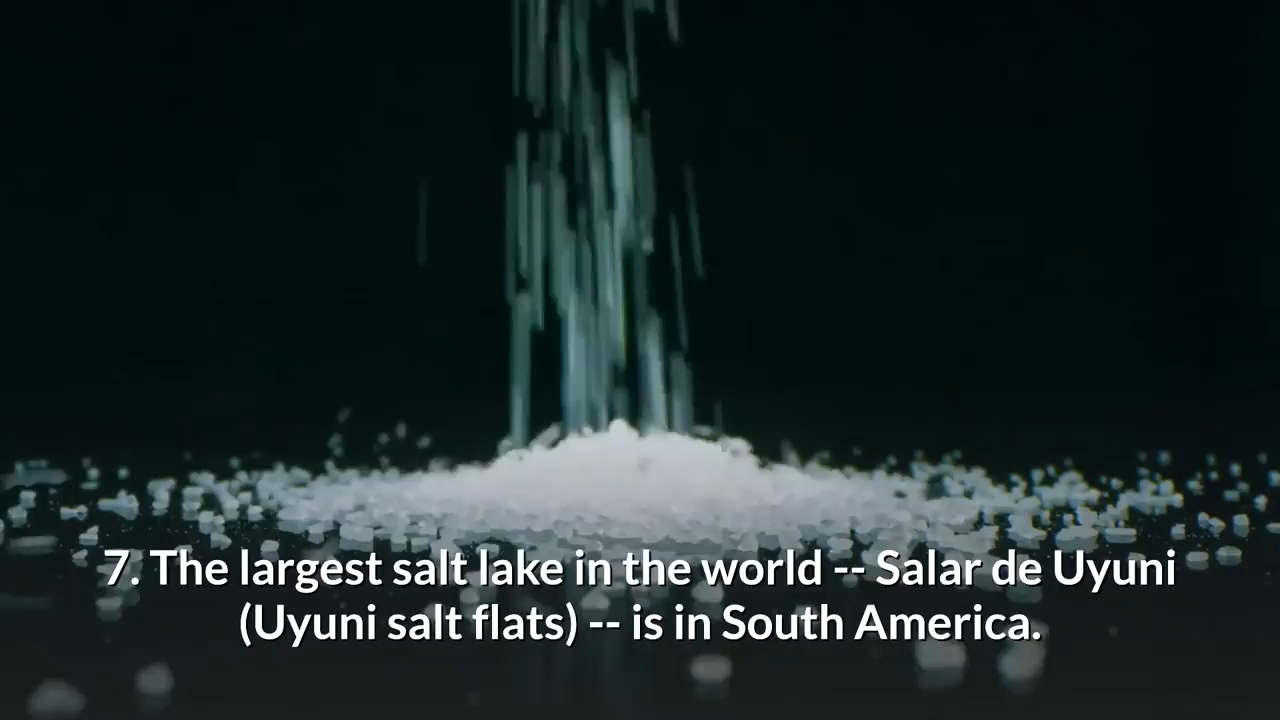 7. The largest salt lake in the world -- Salar de Uyuni
(Uyuni salt flats) -- is in South America.